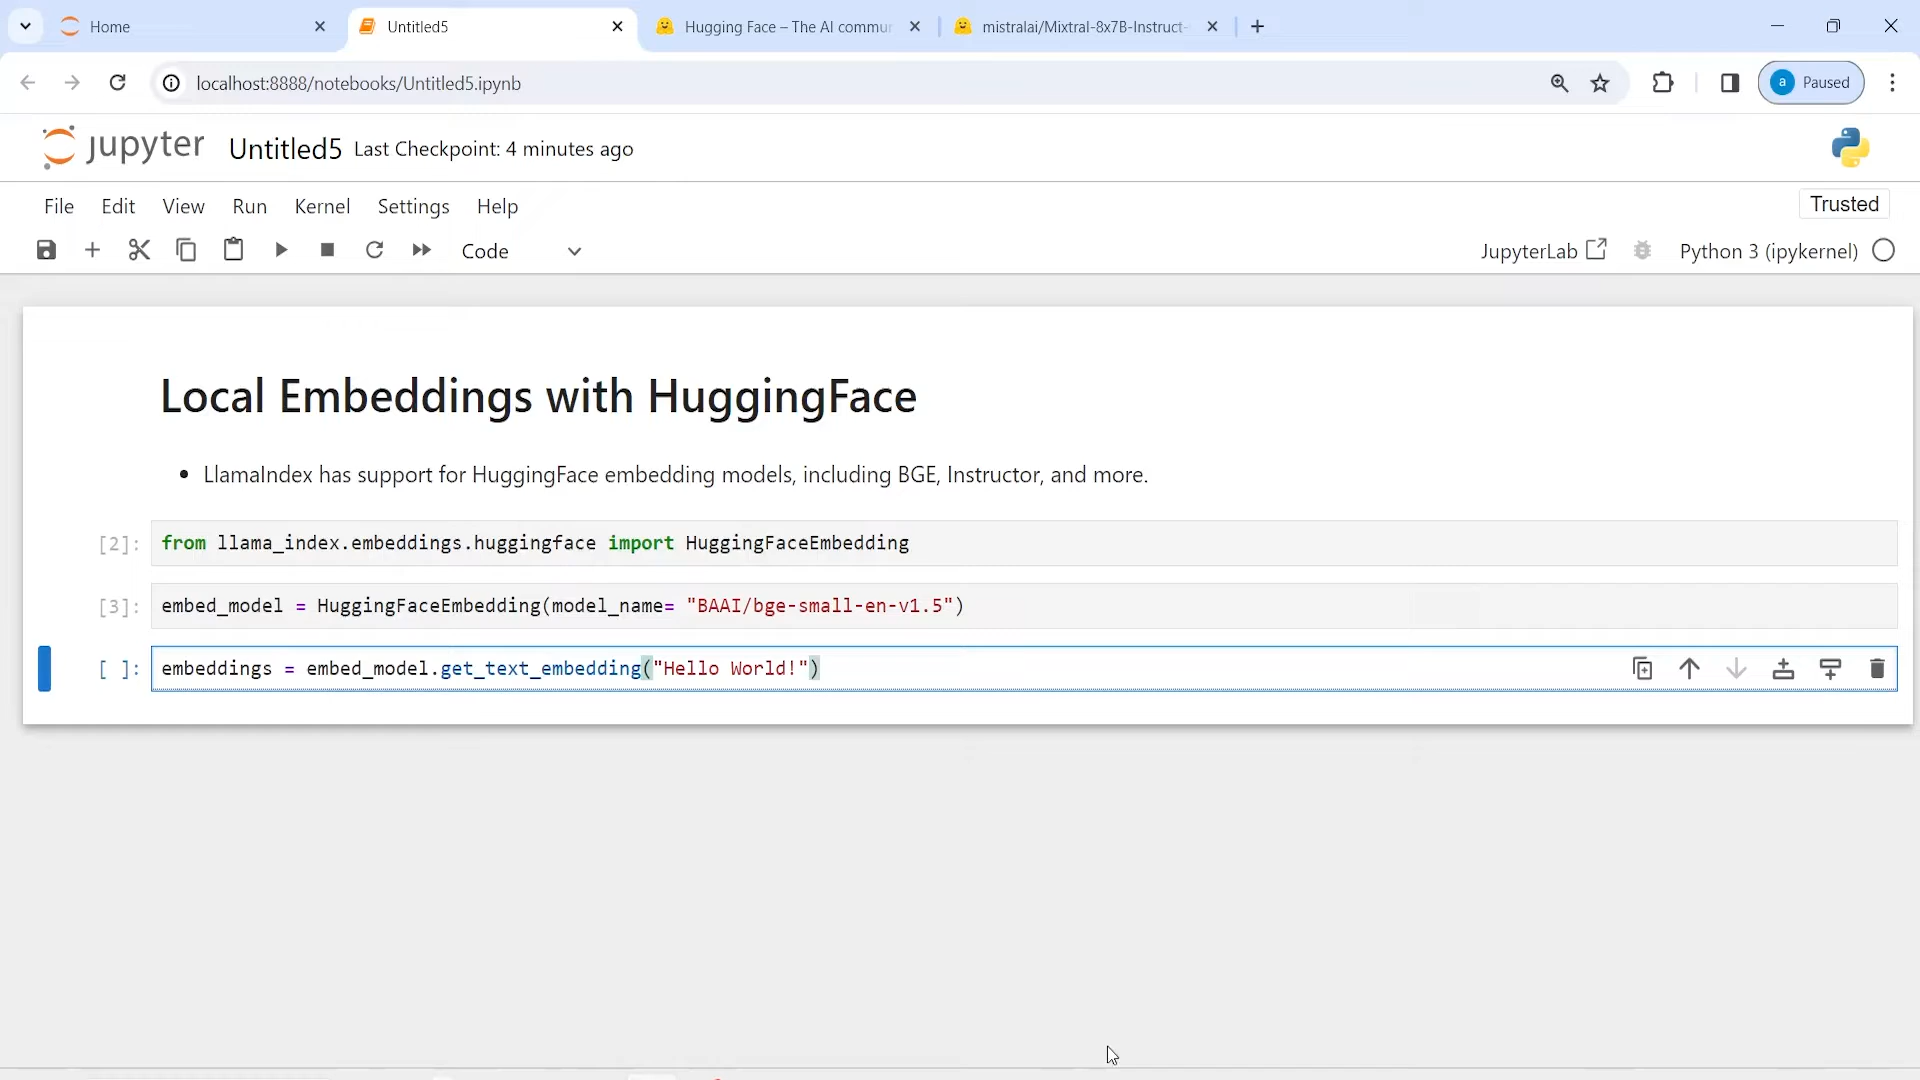 Home
Untitled5
Hugging Face – The AI commur
mistralai/Mixtral-8x7B-Instruct-
localhost:8888/notebooks/Untitled5.ipynb
a Paused
jupyter Untitled5 Last Checkpoint: 4 minutes ago
File Edit View Run Kernel Settings Help
Trusted
Code
JupyterLab Python 3 (ipykernel)
Local Embeddings with HuggingFace
• LlamaIndex has support for HuggingFace embedding models, including BGE, Instructor, and more.
[2]: from llama_index.embeddings.huggingface import HuggingFaceEmbedding
[3]: embed_model = HuggingFaceEmbedding(model_name= "BAAI/bge-small-en-v1.5")
[ ]: embeddings = embed_model.get_text_embedding("Hello World!")